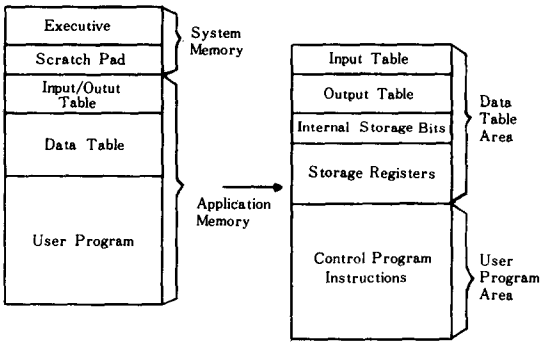 Executive
Scratch Pad
Input/Outut
Table
Data Table
User Program
System
Memory
Application
Memory
Input Table
Output Table
Internal Storage Bits
Storage Registers
Control Program
Instructions
Data
Table
Area
User
Program
Area